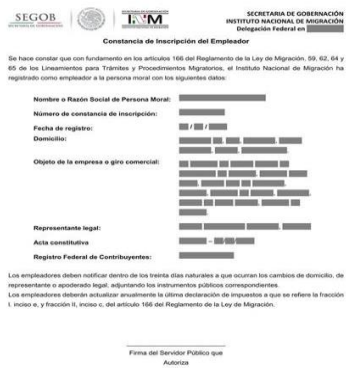 SEGOB
INM
SECRETARÍA DE GOBERNACIÓN
INSTITUTO NACIONAL DE MIGRACIÓN
Delegación Federal en
Constancia de Inscripción del Empleador
Se hace constar que con fundamento en los artículos 166 del Reglamento de la Ley de Migración, 59, 62, 64 y
65 de los Lineamientos para Trámites y Procedimientos Migratorios, el Instituto Nacional de Migración ha
registrado como empleador a la persona moral con los siguientes datos:
Nombre o Razón Social de Persona Moral:
Número de constancia de inscripción:
Fecha de registro:
Domicilio:
Objeto de la empresa o giro comercial:
Representante legal:
Acta constitutiva
Registro Federal de Contribuyentes:
Los empleadores deben notificar dentro de los treinta días naturales a que ocurran los cambios de domicilio, de
representante o apoderado legal, adjuntando los instrumentos públicos correspondientes.
Los empleadores deberán actualizar anualmente la última declaración de impuestos a que se refiere la fracción
I, inciso e, y fracción II, inciso c, del artículo 166 del Reglamento de la Ley de Migración.
Firma del Servidor Público que
Autoriza